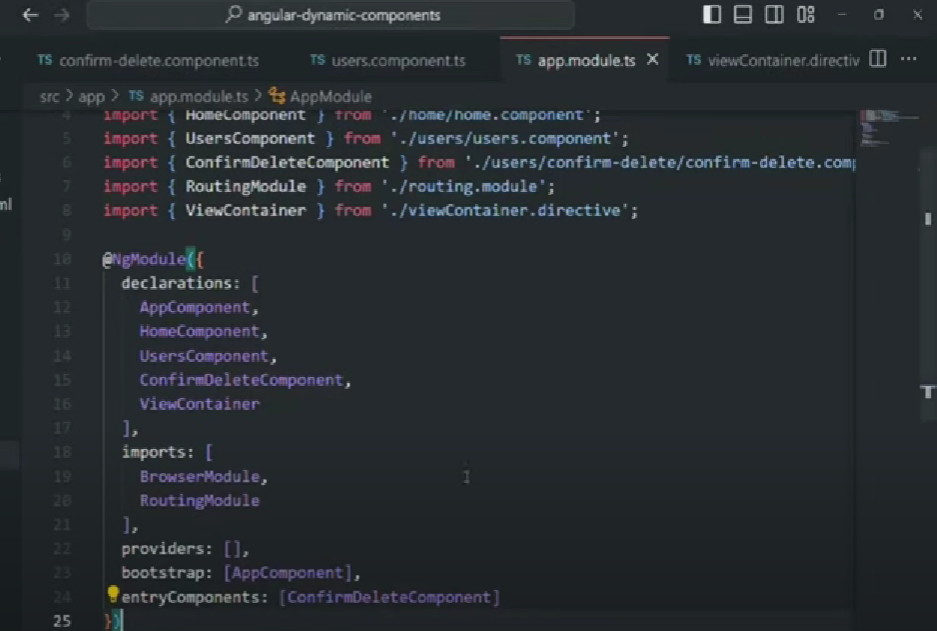 angular-dynamic-components
TS confirm-delete.component.ts TS users.component.ts TS app.module.ts TS viewContainer.directiv
src > app > TS app.module.ts > AppModule
4 import { HomeComponent } from './home/home.component';
5 import { UsersComponent } from './users/users.component';
6 import { ConfirmDeleteComponent } from './users/confirm-delete/confirm-delete.comp
7 import { RoutingModule } from './routing.module';
ml
8 import { ViewContainer } from './viewContainer.directive';
9
10 @NgModule({
11 declarations: [
12 AppComponent,
13 HomeComponent,
14 UsersComponent,
15 ConfirmDeleteComponent,
16 ViewContainer
17 ],
18 imports: [
19 BrowserModule,
20 RoutingModule
21 ],
22 providers: [],
23 bootstrap: [AppComponent],
24 entryComponents: [ConfirmDeleteComponent]
25 })